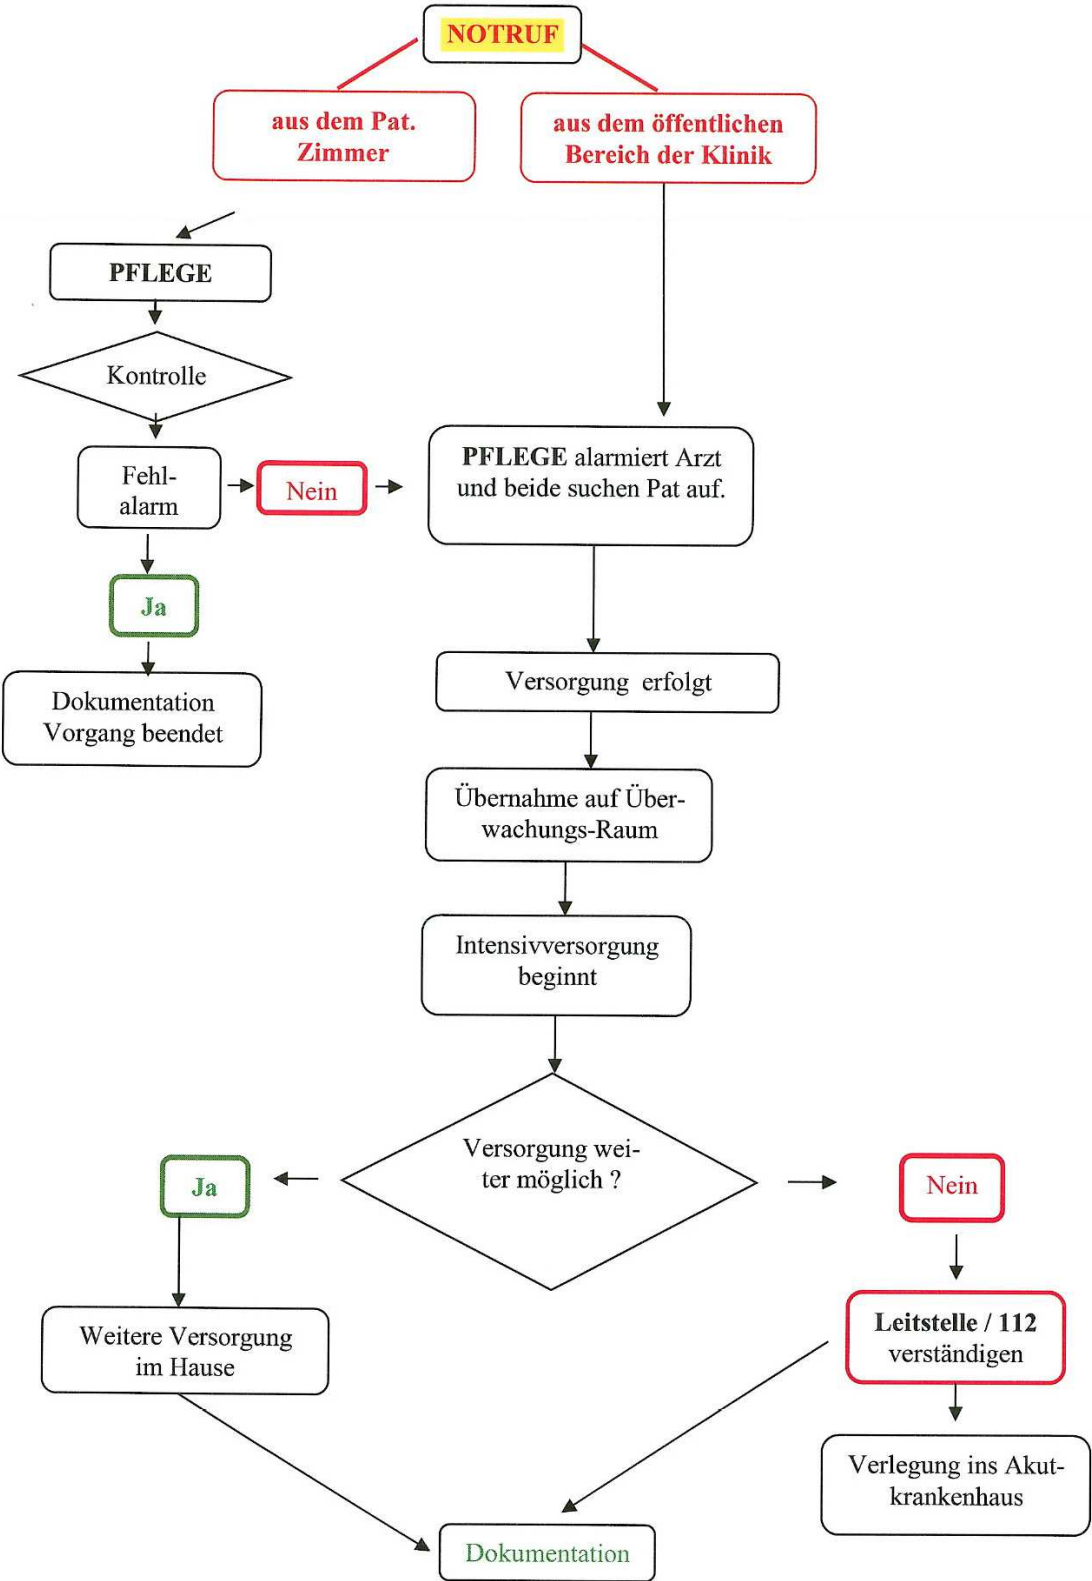 NOTRUF
aus dem Pat.
Zimmer
aus dem öffentlichen
Bereich der Klinik
PFLEGE
Kontrolle
Fehl-
alarm
Nein
PFLEGE alarmiert Arzt
und beide suchen Pat auf.
Ja
Dokumentation
Vorgang beendet
Versorgung erfolgt
Übernahme auf Über-
wachungs-Raum
Intensivversorgung
beginnt
Versorgung wei-
ter möglich ?
Ja
Nein
Weitere Versorgung
im Hause
Leitstelle / 112
verständigen
Verlegung ins Akut-
krankenhaus
Dokumentation